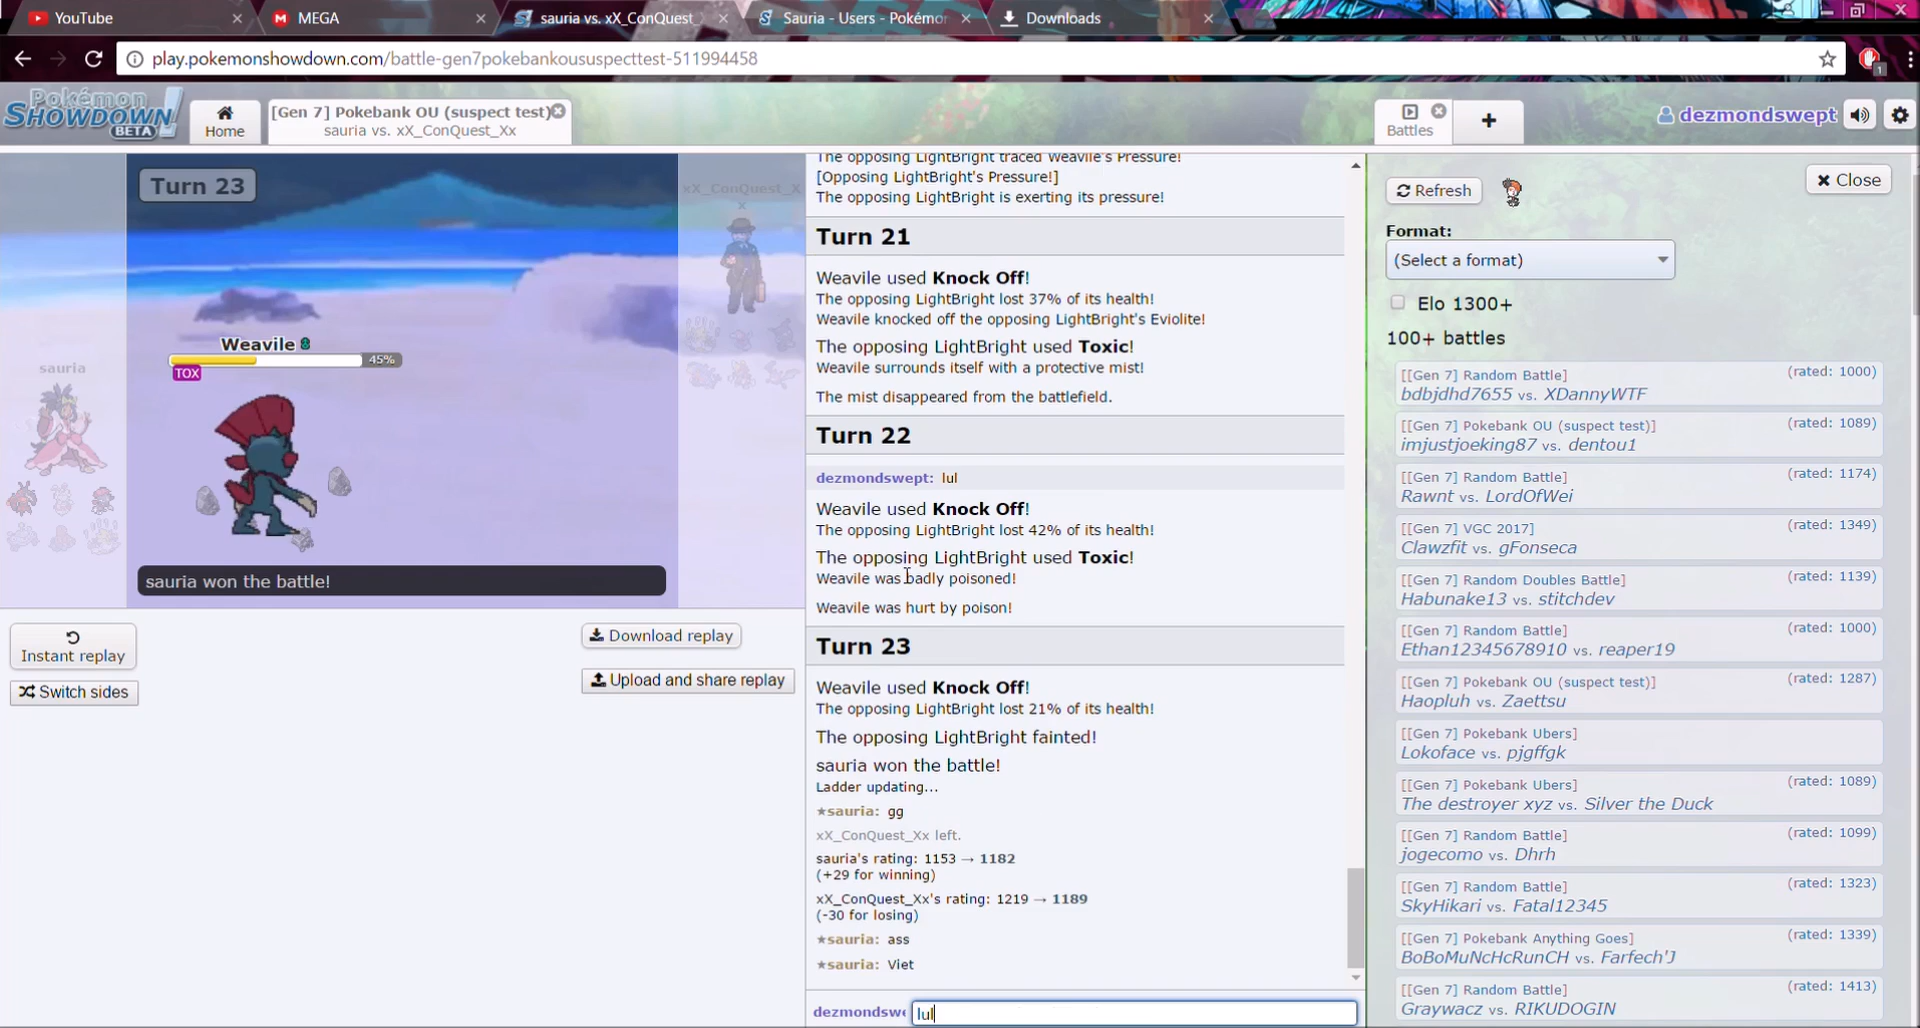 YouTube
MEGA
sauria vs. xX_ConQuest
Sauria - Users - Pokémon
Downloads
play.pokemonshowdown.com/battle-gen7pokebankoususpecttest-511994458
1
Pokémon
SHOWDOWN!
BETA
Home
[Gen 7] Pokebank OU (suspect test)
sauria vs. xX_ConQuest_Xx
Battles
+
dezmondswept
Turn 23
xX_ConQuest_X
x
sauria
Weavile
45%
TOX
sauria won the battle!
Instant replay
Switch sides
Download replay
Upload and share replay
The opposing LightBright traced Weavile's Pressure!
[Opposing LightBright's Pressure!]
The opposing LightBright is exerting its pressure!
Turn 21
Weavile used Knock Off!
The opposing LightBright lost 37% of its health!
Weavile knocked off the opposing LightBright's Eviolite!
The opposing LightBright used Toxic!
Weavile surrounds itself with a protective mist!
The mist disappeared from the battlefield.
Turn 22
dezmondswept: lul
Weavile used Knock Off!
The opposing LightBright lost 42% of its health!
The opposing LightBright used Toxic!
Weavile was badly poisoned!
Weavile was hurt by poison!
Turn 23
Weavile used Knock Off!
The opposing LightBright lost 21% of its health!
The opposing LightBright fainted!
sauria won the battle!
Ladder updating...
★sauria: gg
xX_ConQuest_Xx left.
sauria's rating: 1153 → 1182
(+29 for winning)
xX_ConQuest_Xx's rating: 1219 → 1189
(-30 for losing)
★sauria: ass
★sauria: Viet
dezmondswe
lul
Refresh
Close
Format:
(Select a format)
Elo 1300+
100+ battles
[[Gen 7] Random Battle] (rated: 1000)
bdbjdhd7655 vs. XDannyWTF
[[Gen 7] Pokebank OU (suspect test)] (rated: 1089)
imjustjoeking87 vs. dentou1
[[Gen 7] Random Battle] (rated: 1174)
Rawnt vs. LordOfWei
[[Gen 7] VGC 2017] (rated: 1349)
Clawzfit vs. gFonseca
[[Gen 7] Random Doubles Battle] (rated: 1139)
Habunake13 vs. stitchdev
[[Gen 7] Random Battle] (rated: 1000)
Ethan12345678910 vs. reaper19
[[Gen 7] Pokebank OU (suspect test)] (rated: 1287)
Haopluh vs. Zaettsu
[[Gen 7] Pokebank Ubers]
Lokoface vs. pjgffgk
[[Gen 7] Pokebank Ubers] (rated: 1089)
The destroyer xyz vs. Silver the Duck
[[Gen 7] Random Battle] (rated: 1099)
jogecomo vs. Dhrh
[[Gen 7] Random Battle] (rated: 1323)
SkyHikari vs. Fatal12345
[[Gen 7] Pokebank Anything Goes] (rated: 1339)
BoBoMuNcHcRunCH vs. Farfech'J
[[Gen 7] Random Battle] (rated: 1413)
Graywacz vs. RIKUDOGIN